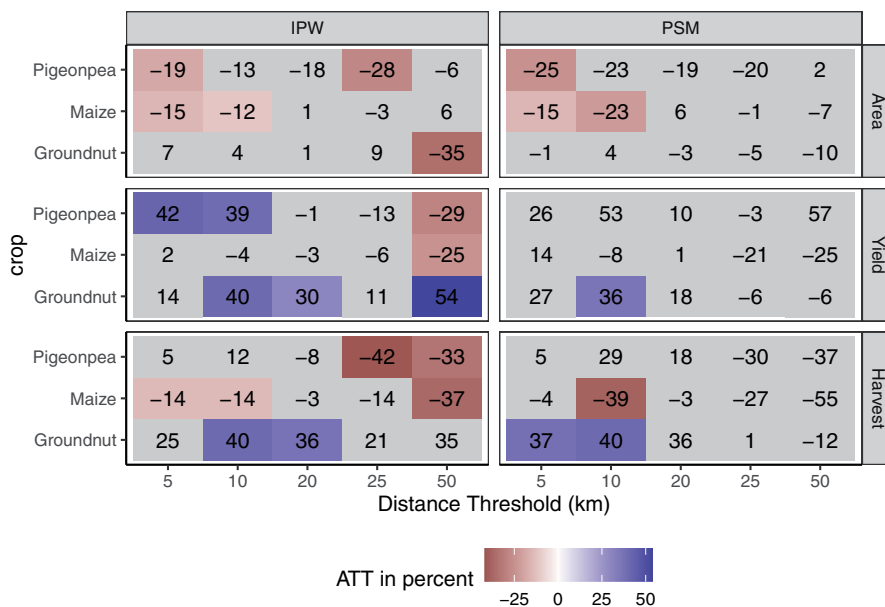 IPW PSM
Pigeonpea −19 −13 −18 −28 −6 −25 −23 −19 −20 2
Maize −15 −12 1 −3 6 −15 −23 6 −1 −7
Groundnut 7 4 1 9 −35 −1 4 −3 −5 −10
Area
Pigeonpea 42 39 −1 −13 −29 26 53 10 −3 57
Maize 2 −4 −3 −6 −25 14 −8 1 −21 −25
Groundnut 14 40 30 11 54 27 36 18 −6 −6
Yield
crop
Pigeonpea 5 12 −8 −42 −33 5 29 18 −30 −37
Maize −14 −14 −3 −14 −37 −4 −39 −3 −27 −55
Groundnut 25 40 36 21 35 37 40 36 1 −12
Harvest
5 10 20 25 50 5 10 20 25 50
Distance Threshold (km)
ATT in percent
−25 0 25 50